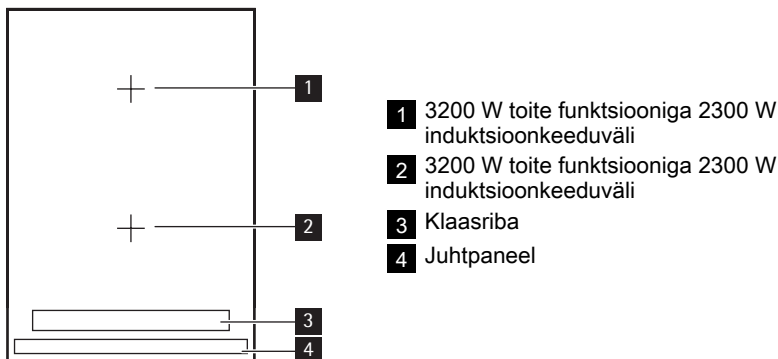 1
2
3
4
1 3200 W toite funktsiooniga 2300 W
induktsioonkeeduväli
2 3200 W toite funktsiooniga 2300 W
induktsioonkeeduväli
3 Klaasriba
4 Juhtpaneel